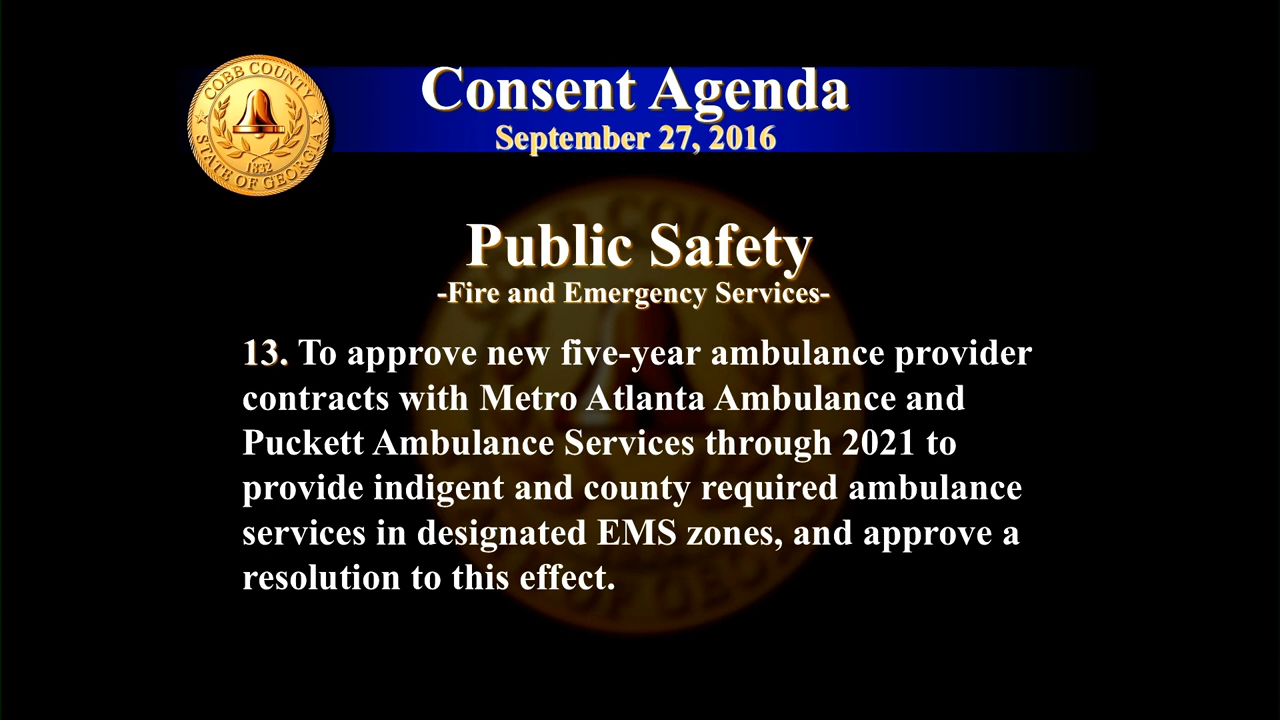 COBB COUNTY
1832
STATE OF GEORGIA
Consent Agenda
September 27, 2016
Public Safety
-Fire and Emergency Services-
13. To approve new five-year ambulance provider
contracts with Metro Atlanta Ambulance and
Puckett Ambulance Services through 2021 to
provide indigent and county required ambulance
services in designated EMS zones, and approve a
resolution to this effect.